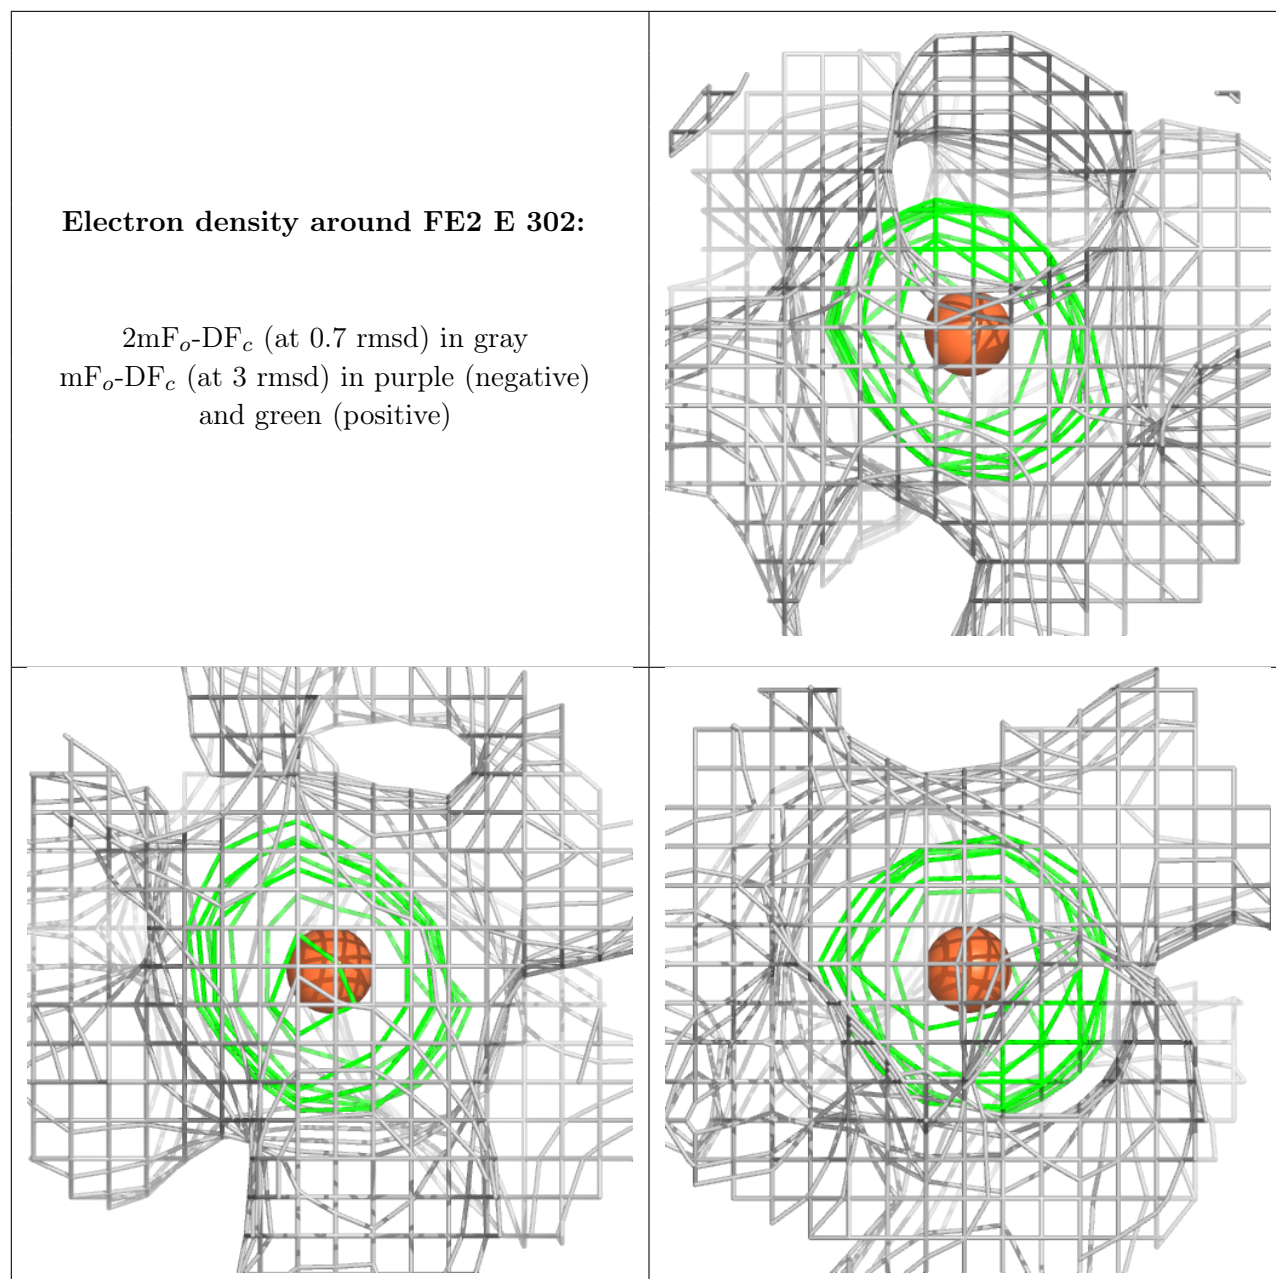 Electron density around FE2 E 302:
2mFo-DFc (at 0.7 rmsd) in gray
mFo-DFc (at 3 rmsd) in purple (negative)
and green (positive)